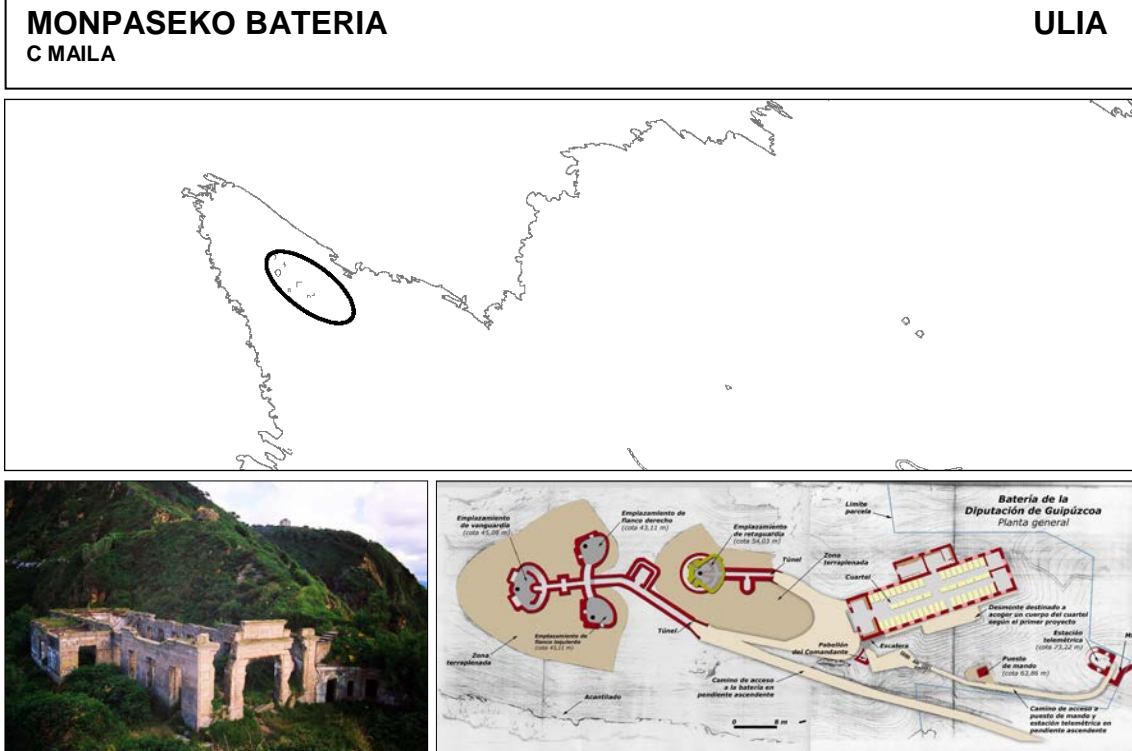 MONPASEKO BATERIA
ULIA
C MAILA
Batería de la
Diputación de Guipúzcoa
Planta general
Límite
parcela
Emplazamiento
de vanguardia
(cota 45,08 m)
Emplazamiento de
flanco derecho
(cota 43,11 m)
Emplazamiento de
retaguardia
(cota 54,03 m)
Túnel
Zona
terraplenada
Cuartel
Desmonte destinado a
acoger un cuerpo del cuartel
según el primer proyecto
Estación
telemétrica
(cota 73,22 m)
Emplazamiento de
flanco izquierdo
(cota 43,11 m)
Túnel
Zona
terraplenada
Pabellón
del Comandante
Escalera
Puesto
de mando
(cota 63,86 m)
Camino de acceso
a la batería en
pendiente ascendente
Acantilado
0 8 m
Camino de acceso a
puesto de mando y
estación telemétrica en
pendiente ascendente